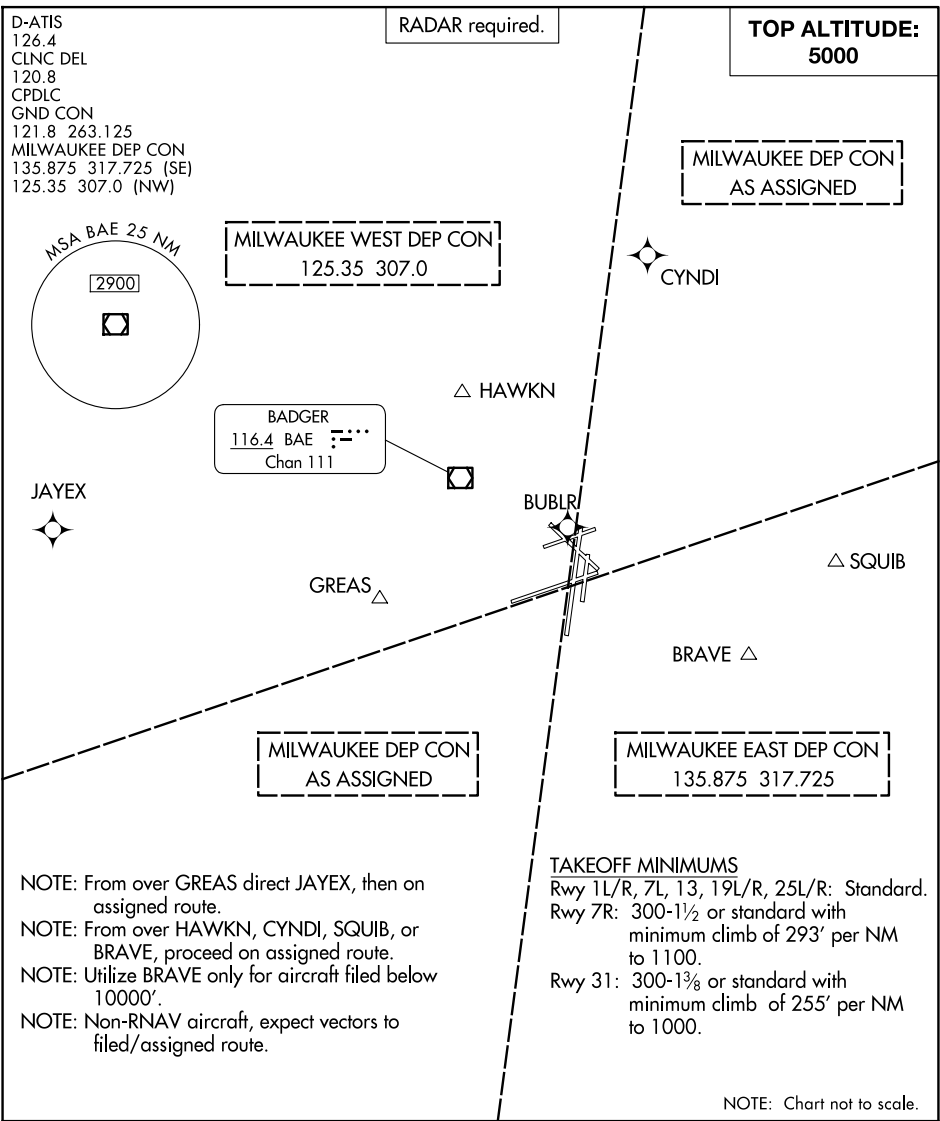 D-ATIS
126.4
CLNC DEL
120.8
CPDLC
GND CON
121.8 263.125
MILWAUKEE DEP CON
135.875 317.725 (SE)
125.35 307.0 (NW)
RADAR required.
TOP ALTITUDE:
5000
MILWAUKEE DEP CON
AS ASSIGNED
MSA BAE 25 NM
2900
MILWAUKEE WEST DEP CON
125.35 307.0
CYNDI
HAWKN
BADGER
116.4 BAE
Chan 111
JAYEX
BUBLR
GREAS
SQUIB
BRAVE
MILWAUKEE DEP CON
AS ASSIGNED
MILWAUKEE EAST DEP CON
135.875 317.725
NOTE: From over GREAS direct JAYEX, then on
assigned route.
NOTE: From over HAWKN, CYNDI, SQUIB, or
BRAVE, proceed on assigned route.
NOTE: Utilize BRAVE only for aircraft filed below
10000'.
NOTE: Non-RNAV aircraft, expect vectors to
filed/assigned route.
TAKEOFF MINIMUMS
Rwy 1L/R, 7L, 13, 19L/R, 25L/R: Standard.
Rwy 7R: 300-1½ or standard with
minimum climb of 293' per NM
to 1100.
Rwy 31: 300-1⅜ or standard with
minimum climb of 255' per NM
to 1000.
NOTE: Chart not to scale.